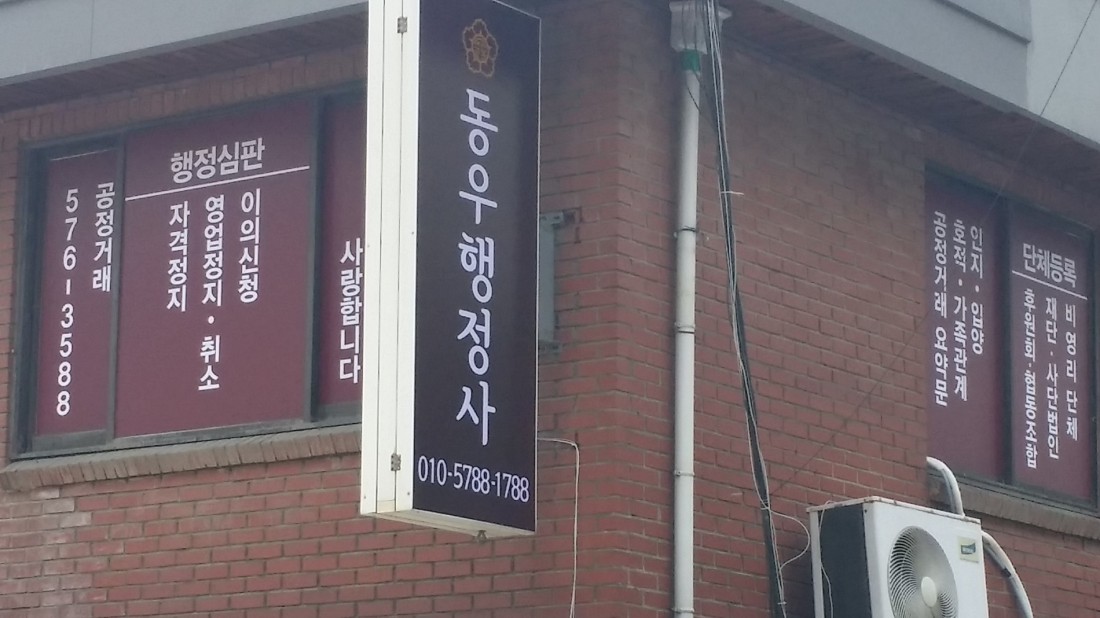 공정거래
576-3588
행정심판
이의신청
영업정지·취소
자격정지
사랑합니다
동우행정사
010-5788-1788
인지·입양
호적·가족관계
공정거래 요약문
단체등록
비영리단체
재단·사단법인
후원회·협동조합